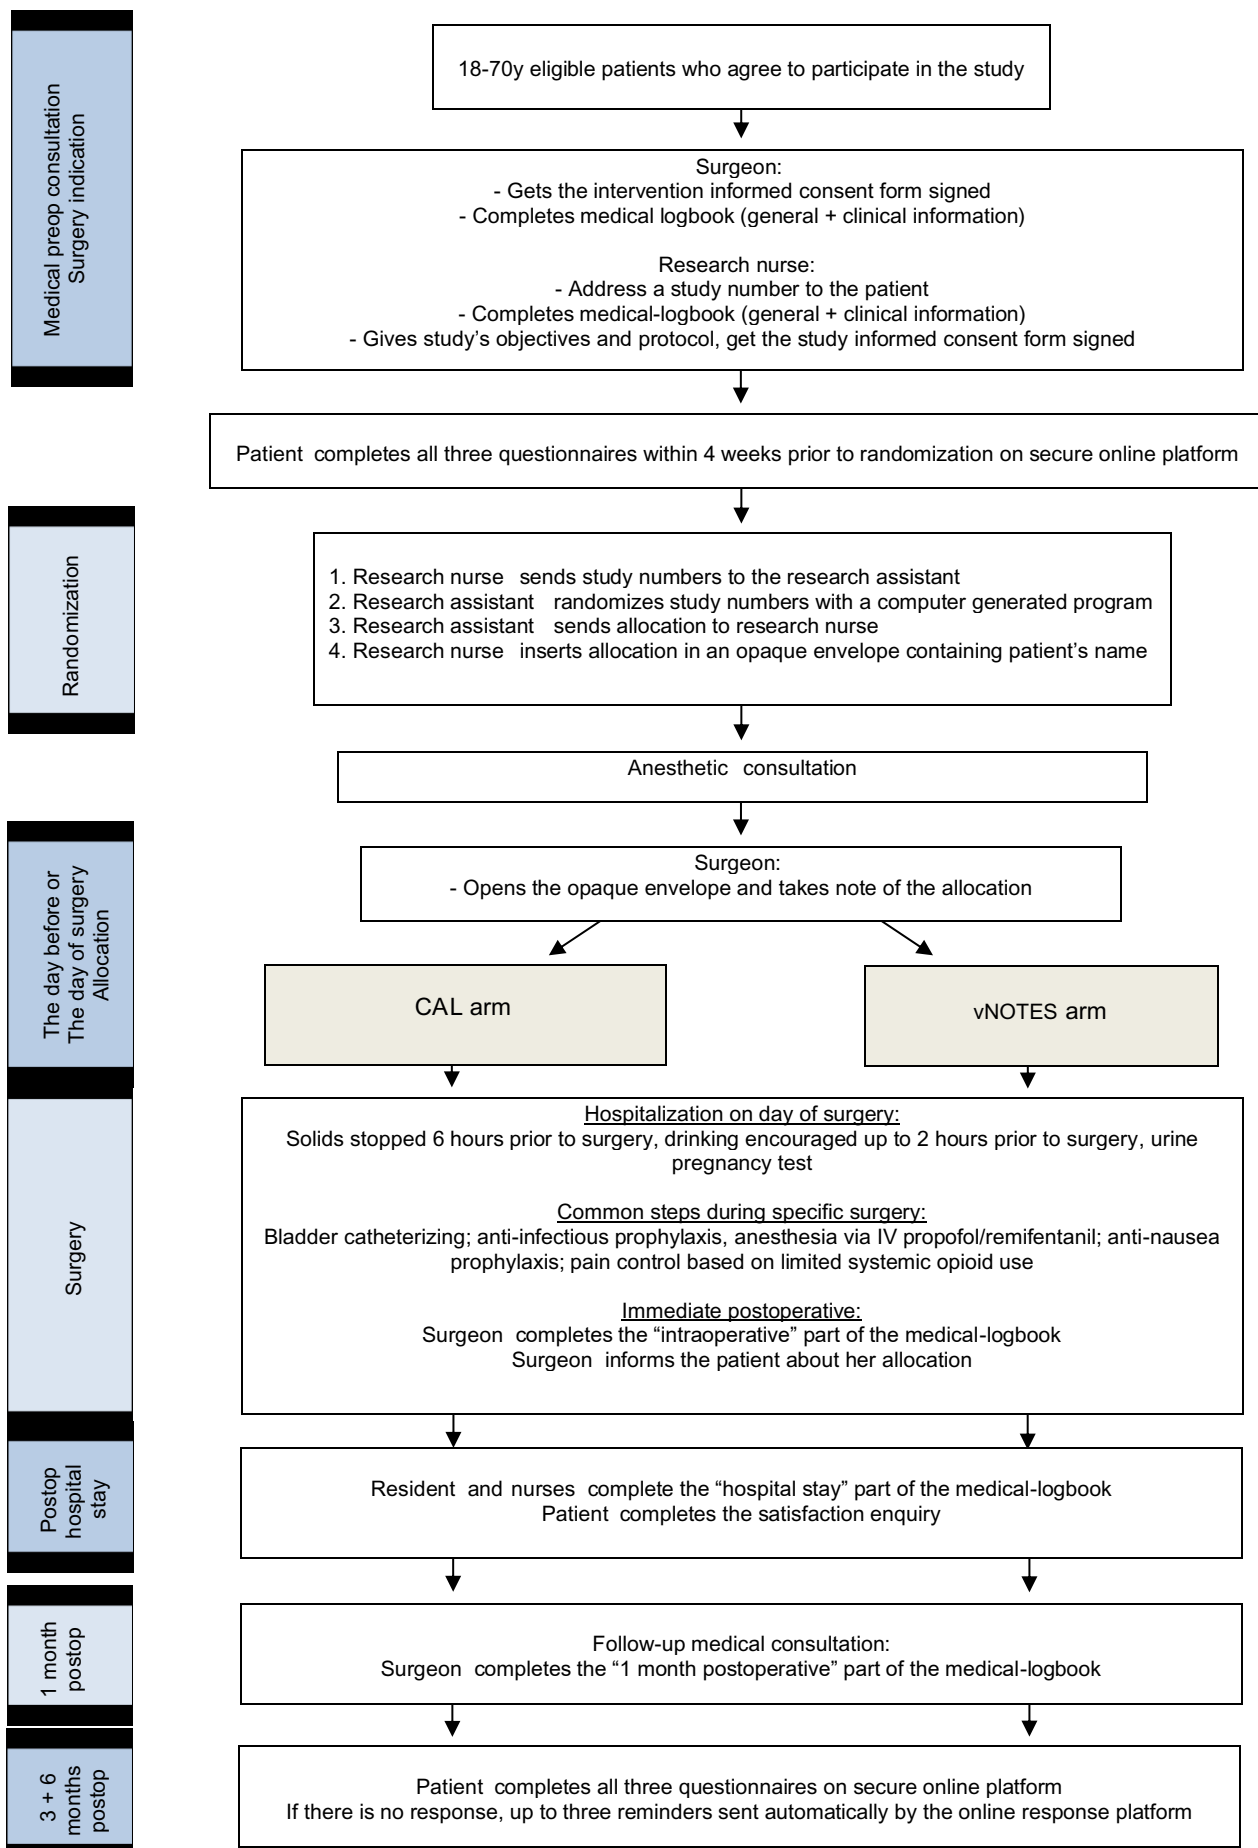 Medical preop consultation
Surgery indication
18-70y eligible patients who agree to participate in the study
Surgeon:
- Gets the intervention informed consent form signed
- Completes medical logbook (general + clinical information)
Research nurse:
- Address a study number to the patient
- Completes medical-logbook (general + clinical information)
- Gives study's objectives and protocol, get the study informed consent form signed
Patient completes all three questionnaires within 4 weeks prior to randomization on secure online platform
Randomization
1. Research nurse sends study numbers to the research assistant
2. Research assistant randomizes study numbers with a computer generated program
3. Research assistant sends allocation to research nurse
4. Research nurse inserts allocation in an opaque envelope containing patient's name
Anesthetic consultation
The day before or
The day of surgery
Allocation
Surgeon:
- Opens the opaque envelope and takes note of the allocation
CAL arm
vNOTES arm
Surgery
Hospitalization on day of surgery:
Solids stopped 6 hours prior to surgery, drinking encouraged up to 2 hours prior to surgery, urine
pregnancy test
Common steps during specific surgery:
Bladder catheterizing; anti-infectious prophylaxis, anesthesia via IV propofol/remifentanil; anti-nausea
prophylaxis; pain control based on limited systemic opioid use
Immediate postoperative:
Surgeon completes the “intraoperative” part of the medical-logbook
Surgeon informs the patient about her allocation
Postop
hospital
stay
Resident and nurses complete the “hospital stay” part of the medical-logbook
Patient completes the satisfaction enquiry
1 month
postop
Follow-up medical consultation:
Surgeon completes the “1 month postoperative” part of the medical-logbook
3 + 6
months
postop
Patient completes all three questionnaires on secure online platform
If there is no response, up to three reminders sent automatically by the online response platform